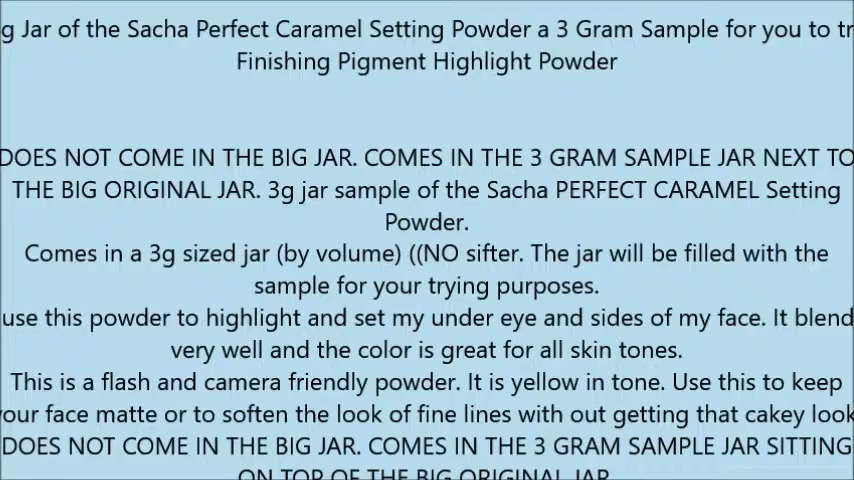 g Jar of the Sacha Perfect Caramel Setting Powder a 3 Gram Sample for you to tr
Finishing Pigment Highlight Powder
DOES NOT COME IN THE BIG JAR. COMES IN THE 3 GRAM SAMPLE JAR NEXT TO
THE BIG ORIGINAL JAR. 3g jar sample of the Sacha PERFECT CARAMEL Setting
Powder.
Comes in a 3g sized jar (by volume) ((NO sifter. The jar will be filled with the
sample for your trying purposes.
use this powder to highlight and set my under eye and sides of my face. It blend
very well and the color is great for all skin tones.
This is a flash and camera friendly powder. It is yellow in tone. Use this to keep
your face matte or to soften the look of fine lines with out getting that cakey look
DOES NOT COME IN THE BIG JAR. COMES IN THE 3 GRAM SAMPLE JAR SITTING
ON TOP OF THE BIG ORIGINAL JAR